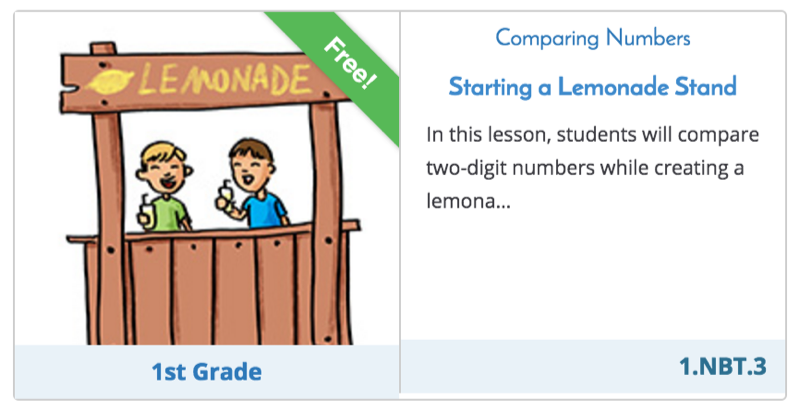 LEMONADE
Free!
1st Grade
Comparing Numbers
Starting a Lemonade Stand
In this lesson, students will compare
two-digit numbers while creating a
lemona...
1.NBT.3